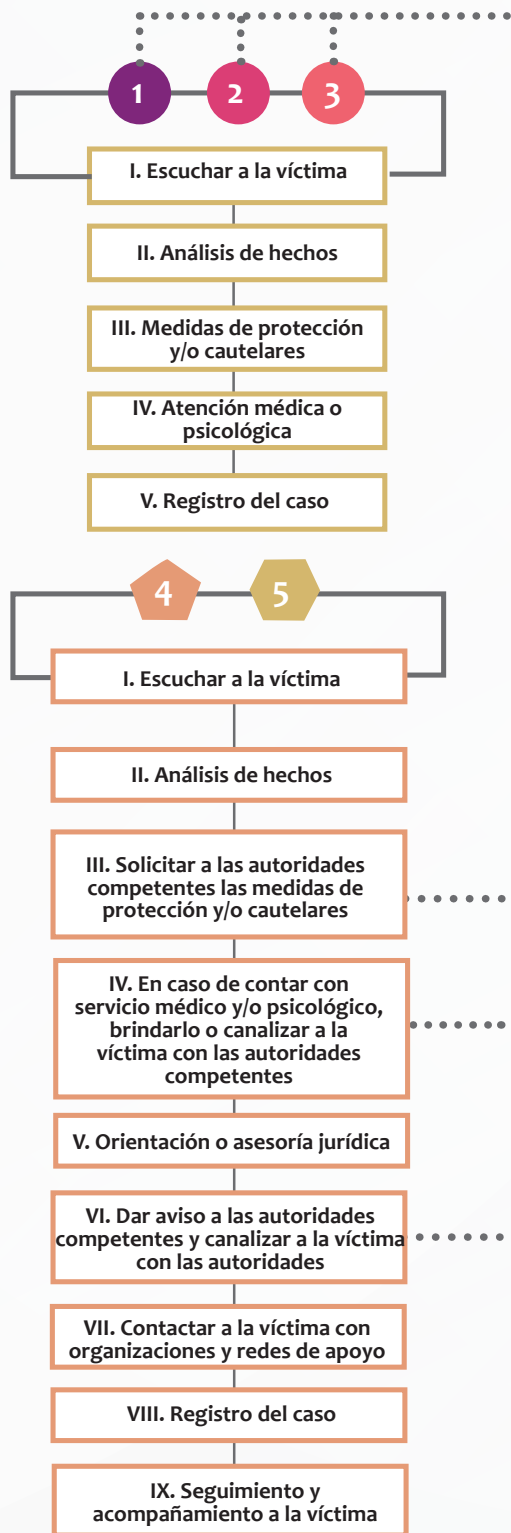 1
2
3
I. Escuchar a la víctima
II. Análisis de hechos
III. Medidas de protección
y/o cautelares
IV. Atención médica o
psicológica
V. Registro del caso
4
5
I. Escuchar a la víctima
II. Análisis de hechos
III. Solicitar a las autoridades
competentes las medidas de
protección y/o cautelares
IV. En caso de contar con
servicio médico y/o psicológico,
brindarlo o canalizar a la
víctima con las autoridades
competentes
V. Orientación o asesoría jurídica
VI. Dar aviso a las autoridades
competentes y canalizar a la víctima
con las autoridades
VII. Contactar a la víctima con
organizaciones y redes de apoyo
VIII. Registro del caso
IX. Seguimiento y
acompañamiento a la víctima